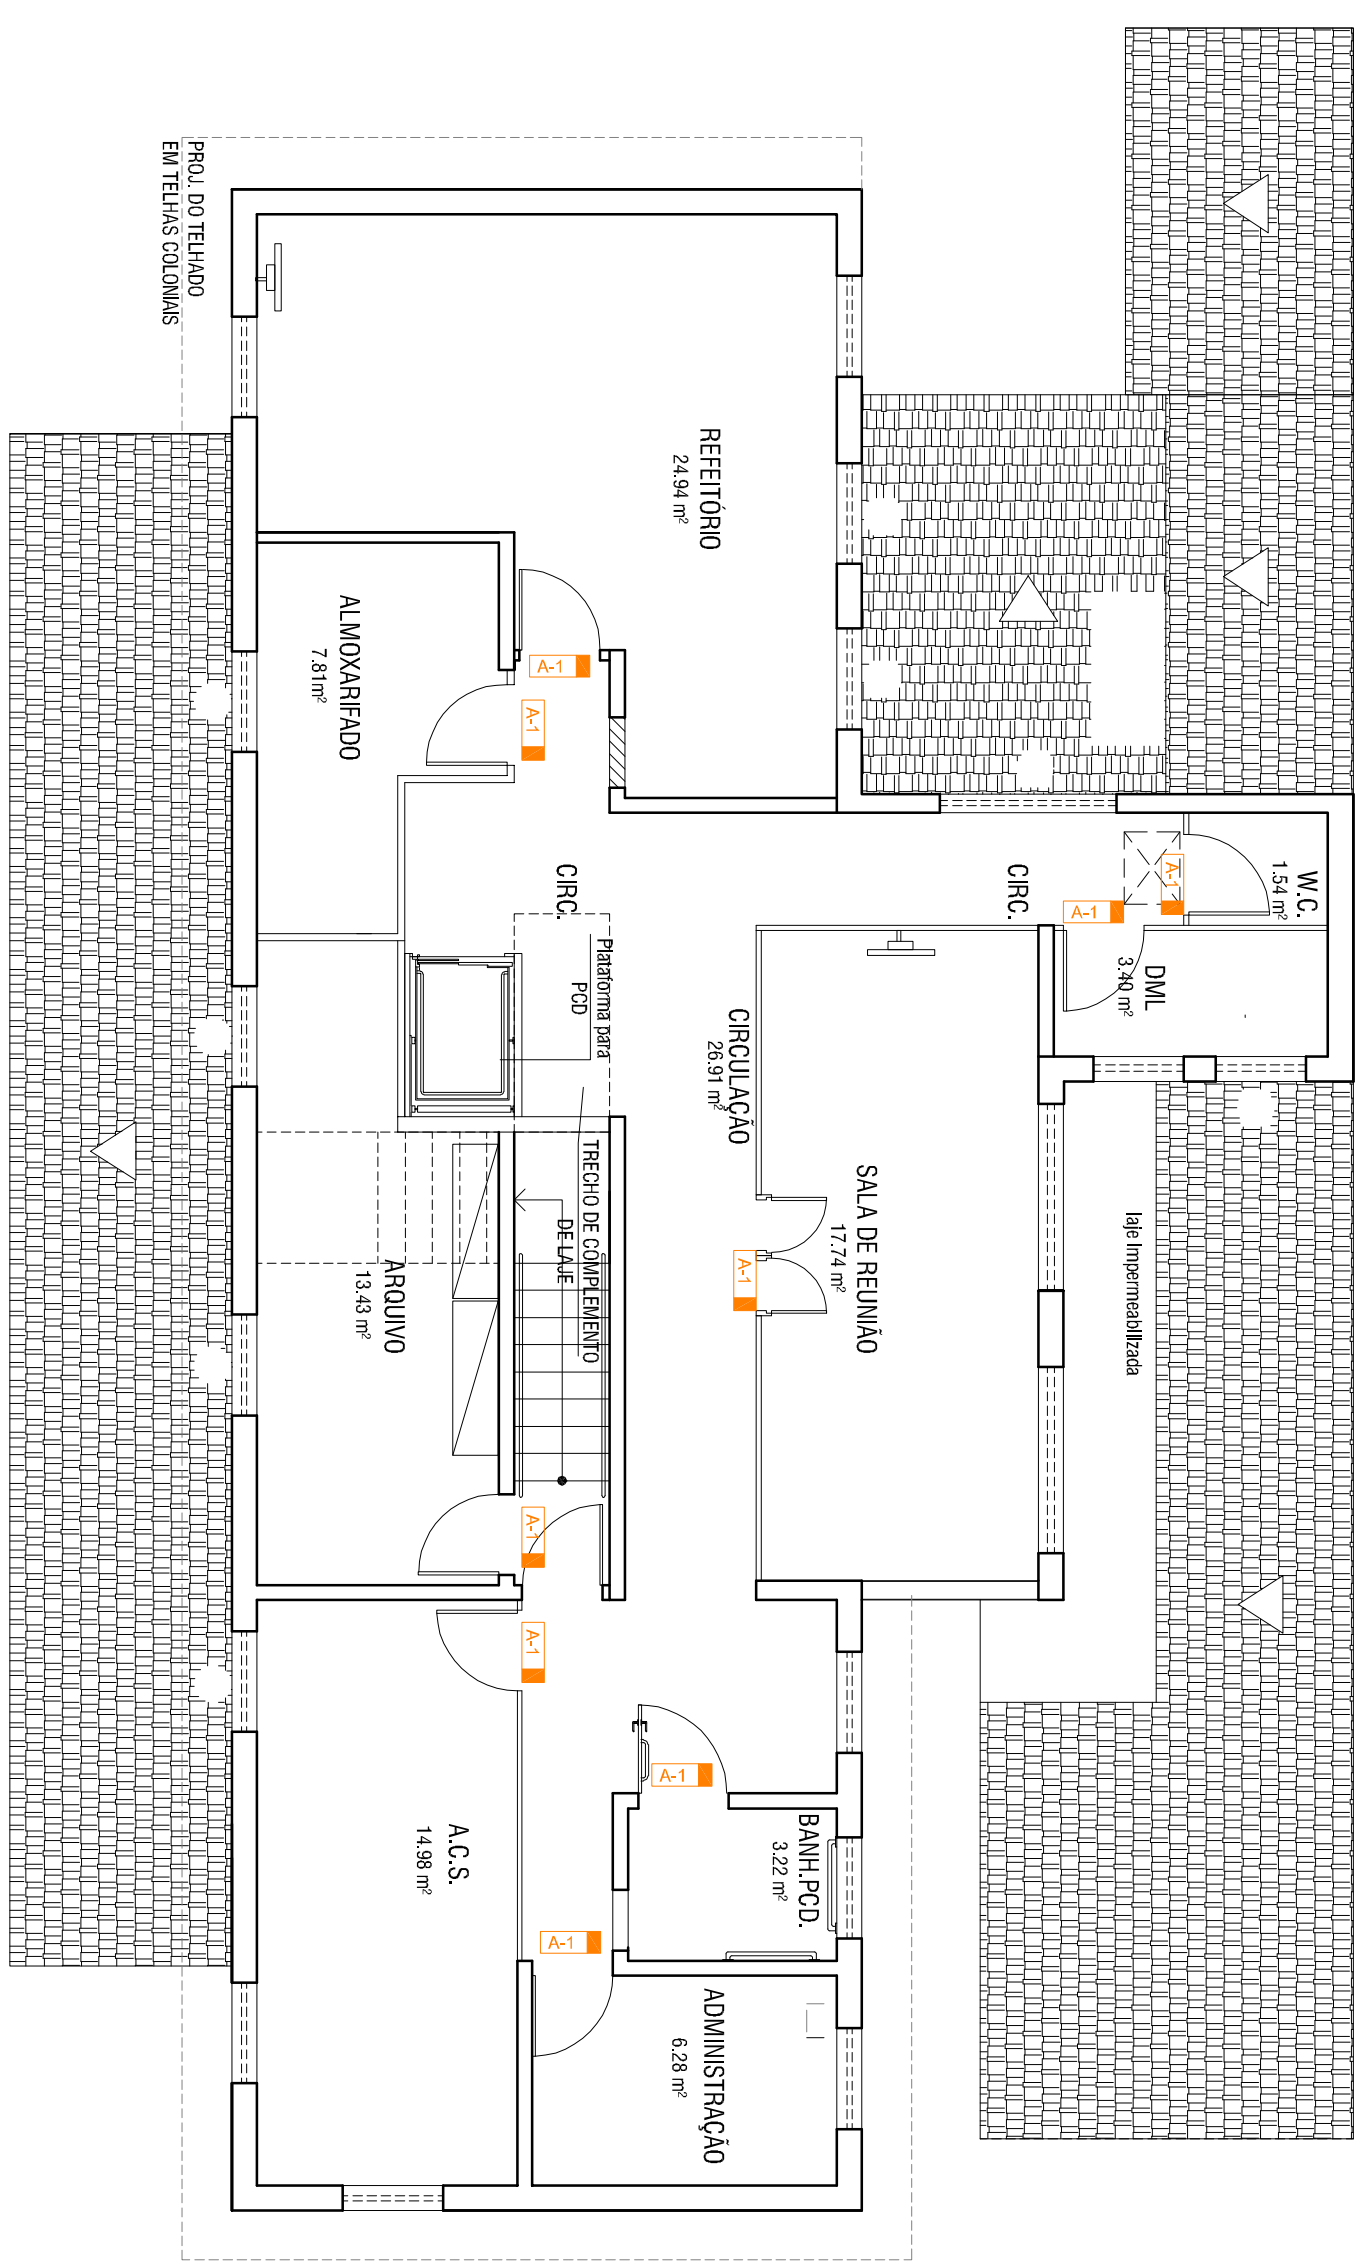 PROJ. DO TELHADO
EM TELHAS COLONIAIS
REFEITÓRIO
24.94 m²
ALMOXARIFADO
7.81m²
A-1
A-1
CIRC.
CIRC.
A-1
A-1
W.C.
1.54 m²
DML
3.40 m²
Plataforma para
PCD
CIRCULAÇÃO
26.91 m²
SALA DE REUNIÃO
17.74 m²
A-1
laje Impermeabilizada
TRECHO DE COMPLEMENTO
DE LAJE
ARQUIVO
13.43 m²
A-1
A-1
A-1
BANH.PCD.
3.22 m²
A.C.S.
14.98 m²
A-1
ADMINISTRAÇÃO
6.28 m²